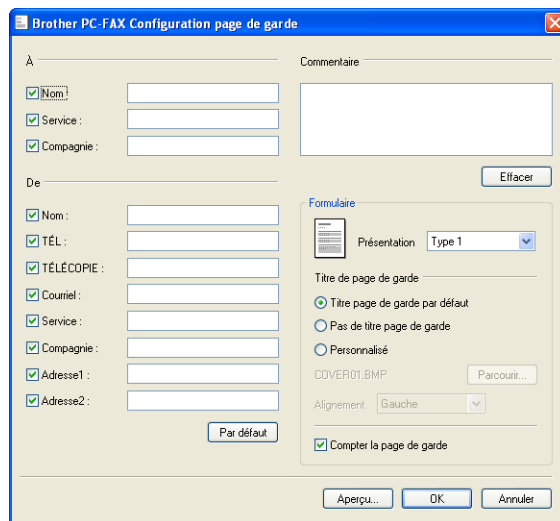 Brother PC-FAX Configuration page de garde
À
Nom
Service :
Compagnie :
De
Nom :
TÉL :
TÉLÉCOPIE :
Courriel :
Service :
Compagnie :
Adresse1 :
Adresse2 :
Par défaut
Commentaire
Effacer
Formulaire
Présentation Type 1
Titre de page de garde
Titre page de garde par défaut
Pas de titre page de garde
Personnalisé
COVER01.BMP Parcourir...
Alignement Gauche
Compter la page de garde
Aperçu... OK Annuler